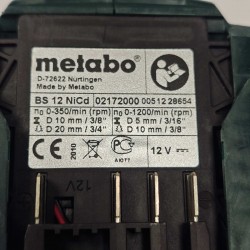 metabo
D-72622 Nürtingen
Made by Metabo
BS 12 NiCd 02172000 00512 28654
n0 0-350/min (rpm) n0 0-1200/min (rpm)
D 10 mm / 3/8" D 5 mm / 3/16"
D 20 mm / 3/4" D 10 mm / 3/8"
CE 2010 АЮ77 12 V
12V